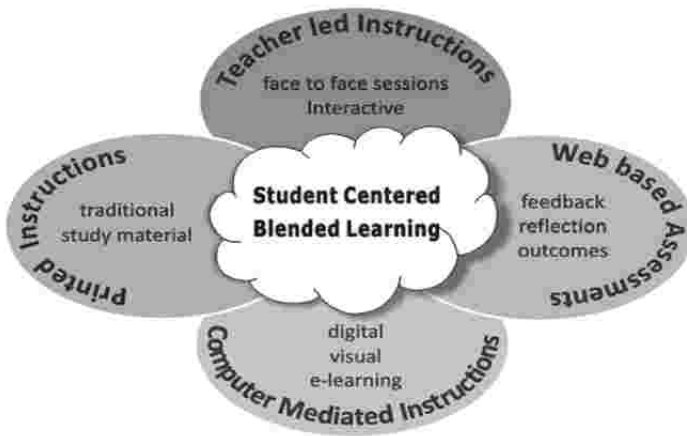 Teacher led Instructions
face to face sessions
Interactive
Printed Instructions
traditional
study material
Student Centered
Blended Learning
Web based Assessments
feedback
reflection
outcomes
digital
visual
e-learning
Computer Mediated Instructions